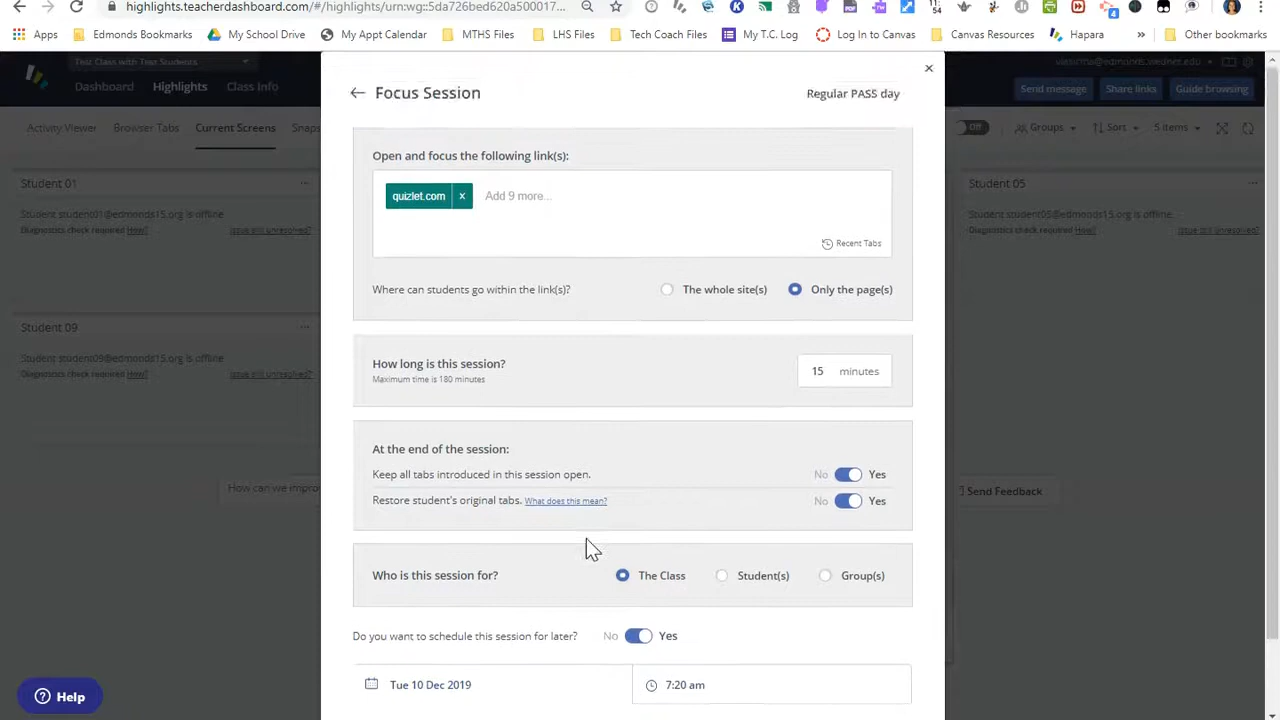 highlights.teacherdashboard.com/#/highlights/urn:wg::5da726bed620a500017...
Apps Edmonds Bookmarks My School Drive My Appt Calendar MTHS Files LHS Files Tech Coach Files My T.C. Log Log In to Canvas Canvas Resources Hapara » Other bookmarks
Test Class with Test Students
Dashboard Highlights Class Info
Send message Share links Guide browsing
Activity Viewer Browser Tabs Current Screens Snaps
Off Groups Sort 5 items
Focus Session Regular PASS day
Open and focus the following link(s):
quizlet.com x Add 9 more...
Recent Tabs
Where can students go within the link(s)? The whole site(s) Only the page(s)
How long is this session?
Maximum time is 180 minutes
15 minutes
At the end of the session:
Keep all tabs introduced in this session open. No Yes
Restore student's original tabs. What does this mean? No Yes
Who is this session for? The Class Student(s) Group(s)
Do you want to schedule this session for later? No Yes
Tue 10 Dec 2019 7:20 am
Student 01
Student student01@edmonds15.org is offline
Diagnostics check required How? Issue still unresolved?
Student 05
Student student05@edmonds15.org is offline.
Diagnostics check required How? Issue still unresolved?
Student 09
Student student09@edmonds15.org is offline
Diagnostics check required How? Issue still unresolved?
How can we impro
Send Feedback
Help